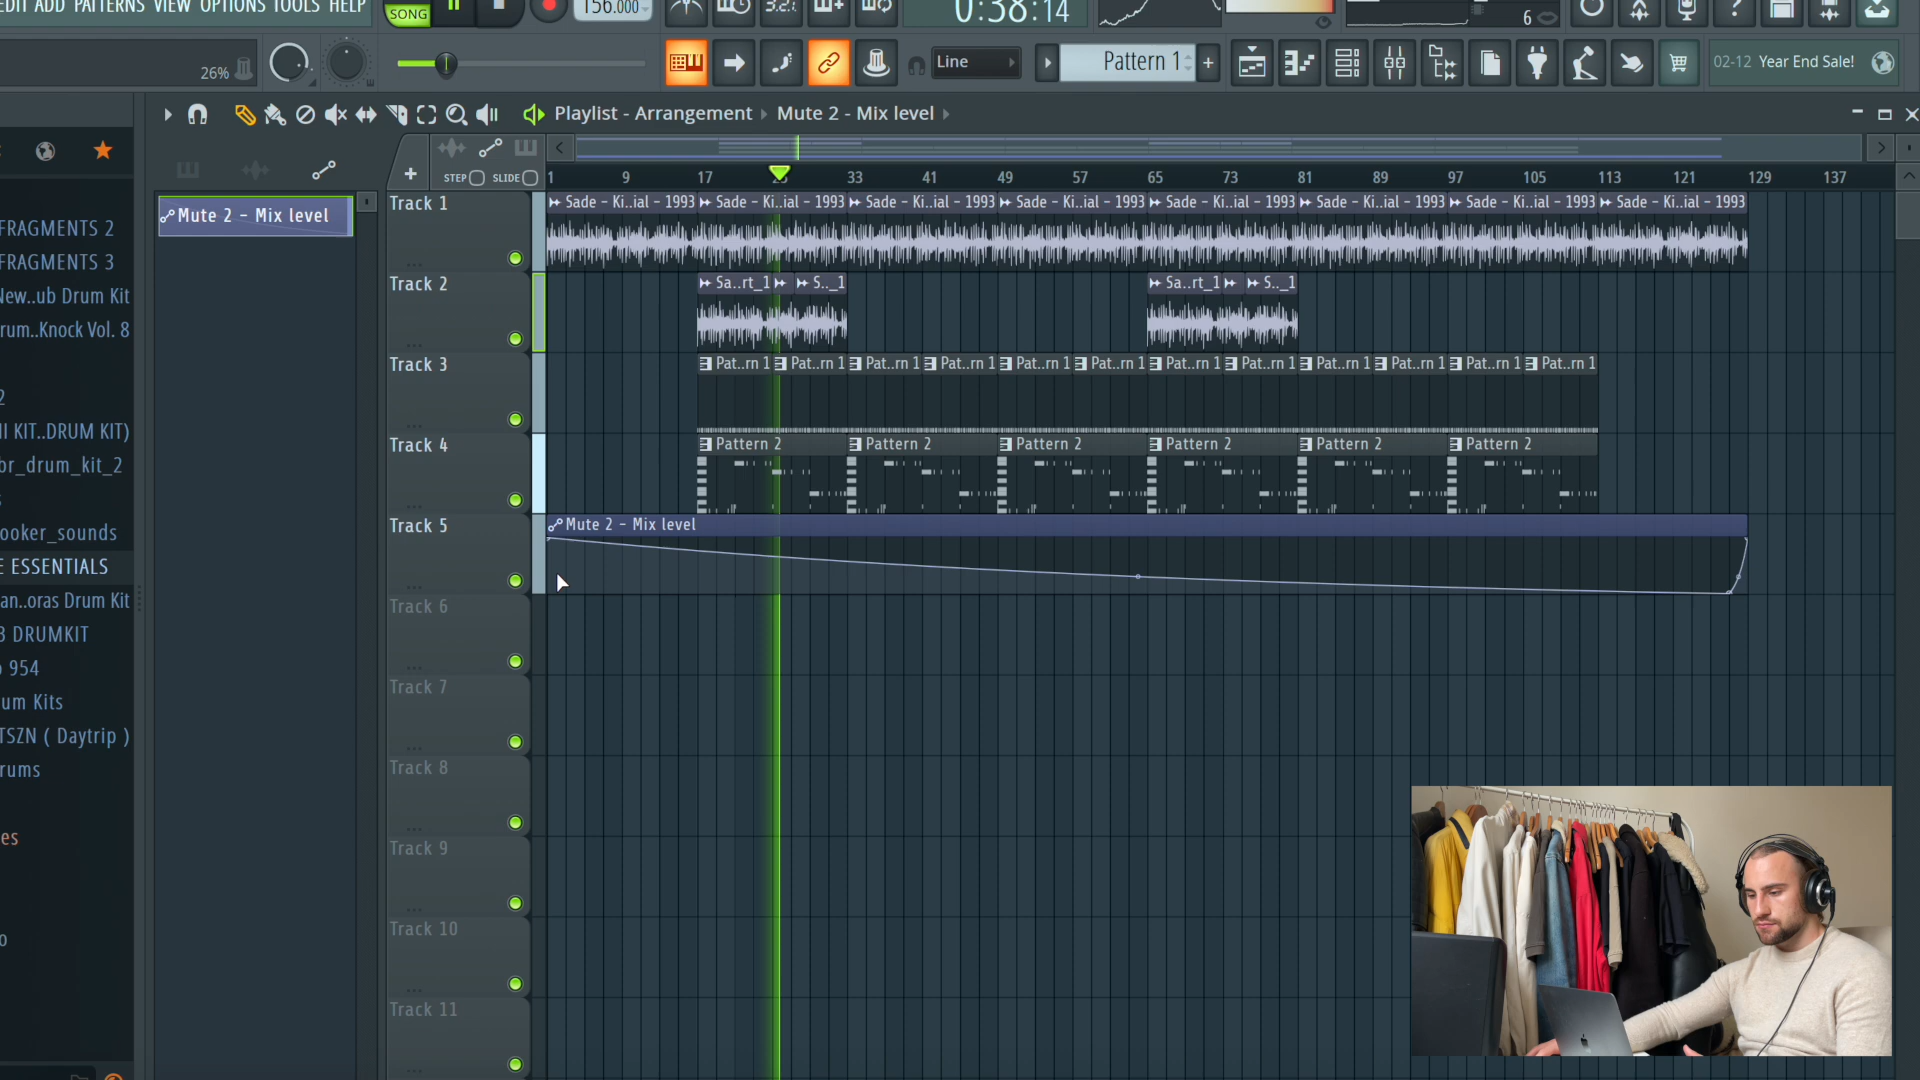 EDIT ADD PATTERNS VIEW OPTIONS TOOLS HELP
SONG
156.000
3.2.
0:38:14
6
26%
Line
Pattern 1
02-12 Year End Sale!
Playlist - Arrangement Mute 2 - Mix level
STEP SLIDE
1 9 17 25 33 41 49 57 65 73 81 89 97 105 113 121 129 137
Mute 2 - Mix level
FRAGMENTS 2
FRAGMENTS 3
New..ub Drum Kit
rum..Knock Vol. 8
2
II KIT..DRUM KIT)
br_drum_kit_2
s
ooker_sounds
E ESSENTIALS
an..oras Drum Kit
3 DRUMKIT
954
um Kits
TSZN ( Daytrip )
rums
es
o
Track 1
Sade - Ki..ial - 1993 Sade - Ki..ial - 1993 Sade - Ki..ial - 1993 Sade - Ki..ial - 1993 Sade - Ki..ial - 1993 Sade - Ki..ial - 1993 Sade - Ki..ial - 1993 Sade - Ki..ial - 1993
Track 2
Sa..rt_1 S.._1 Sa..rt_1 S.._1
Track 3
Pat..rn 1 Pat..rn 1 Pat..rn 1 Pat..rn 1 Pat..rn 1 Pat..rn 1 Pat..rn 1 Pat..rn 1 Pat..rn 1 Pat..rn 1 Pat..rn 1 Pat..rn 1
Track 4
Pattern 2 Pattern 2 Pattern 2 Pattern 2 Pattern 2 Pattern 2
Track 5
Mute 2 - Mix level
Track 6
Track 7
Track 8
Track 9
Track 10
Track 11